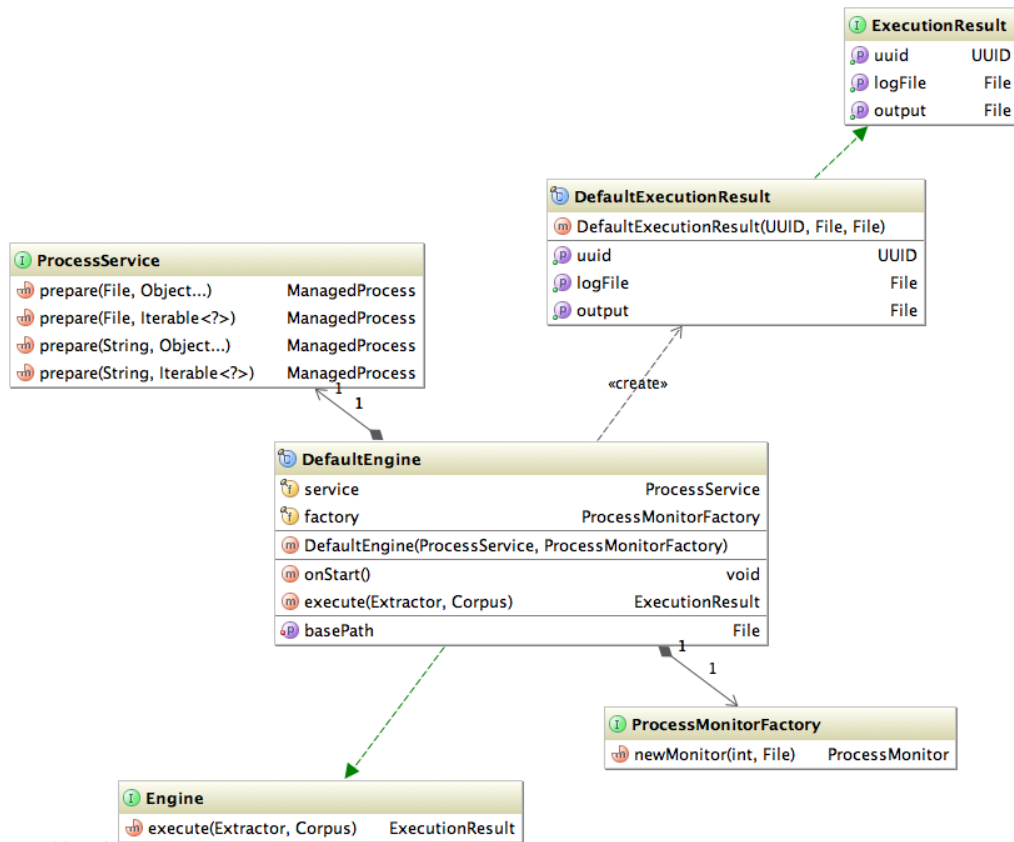 ExecutionResult
uuid UUID
logFile File
output File
DefaultExecutionResult
DefaultExecutionResult(UUID, File, File)
uuid UUID
logFile File
output File
ProcessService
prepare(File, Object...) ManagedProcess
prepare(File, Iterable<?>) ManagedProcess
prepare(String, Object...) ManagedProcess
prepare(String, Iterable<?>) ManagedProcess
1
1
«create»
DefaultEngine
service ProcessService
factory ProcessMonitorFactory
DefaultEngine(ProcessService, ProcessMonitorFactory)
onStart() void
execute(Extractor, Corpus) ExecutionResult
basePath File
1
1
ProcessMonitorFactory
newMonitor(int, File) ProcessMonitor
Engine
execute(Extractor, Corpus) ExecutionResult